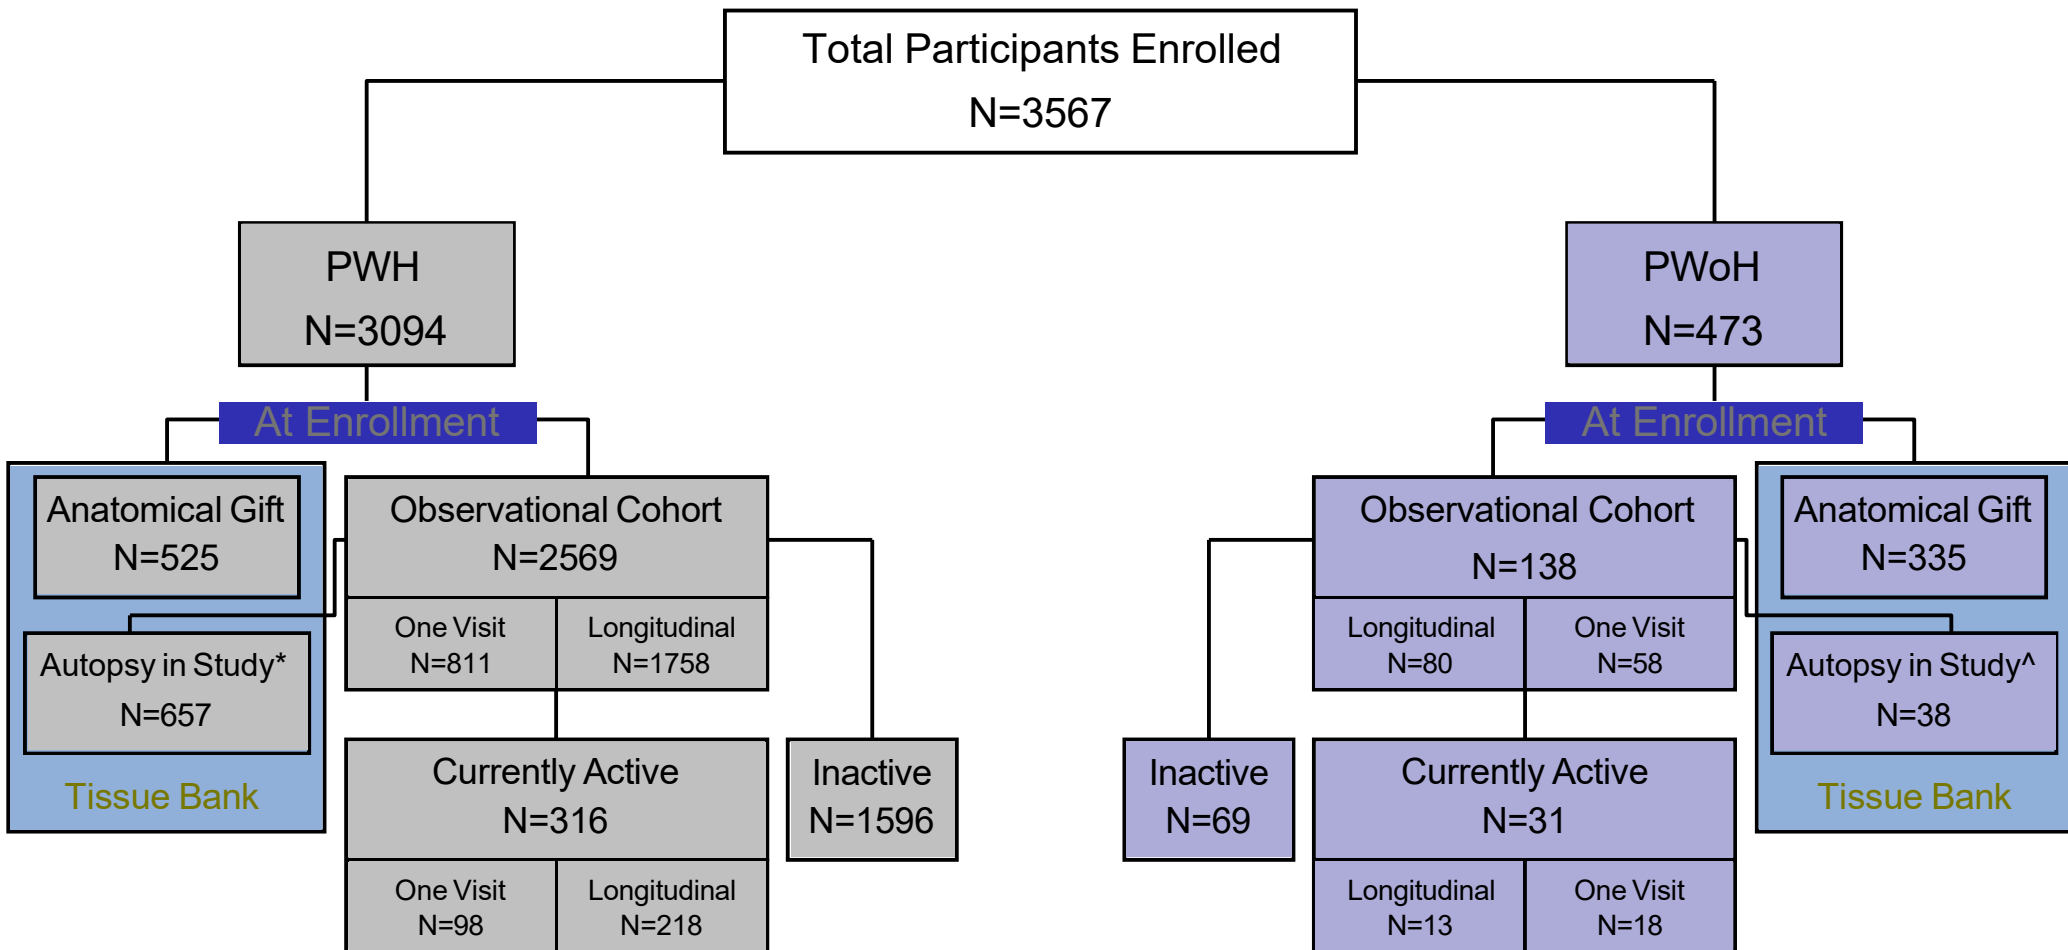 Total Participants Enrolled
N=3567
PWH
N=3094
PWoH
N=473
At Enrollment
At Enrollment
Anatomical Gift
N=525
Autopsy in Study*
N=657
Tissue Bank
Observational Cohort
N=2569
One Visit
N=811
Longitudinal
N=1758
Currently Active
N=316
One Visit
N=98
Longitudinal
N=218
Inactive
N=1596
Inactive
N=69
Observational Cohort
N=138
Longitudinal
N=80
One Visit
N=58
Currently Active
N=31
Longitudinal
N=13
One Visit
N=18
Anatomical Gift
N=335
Autopsy in Study^
N=38
Tissue Bank